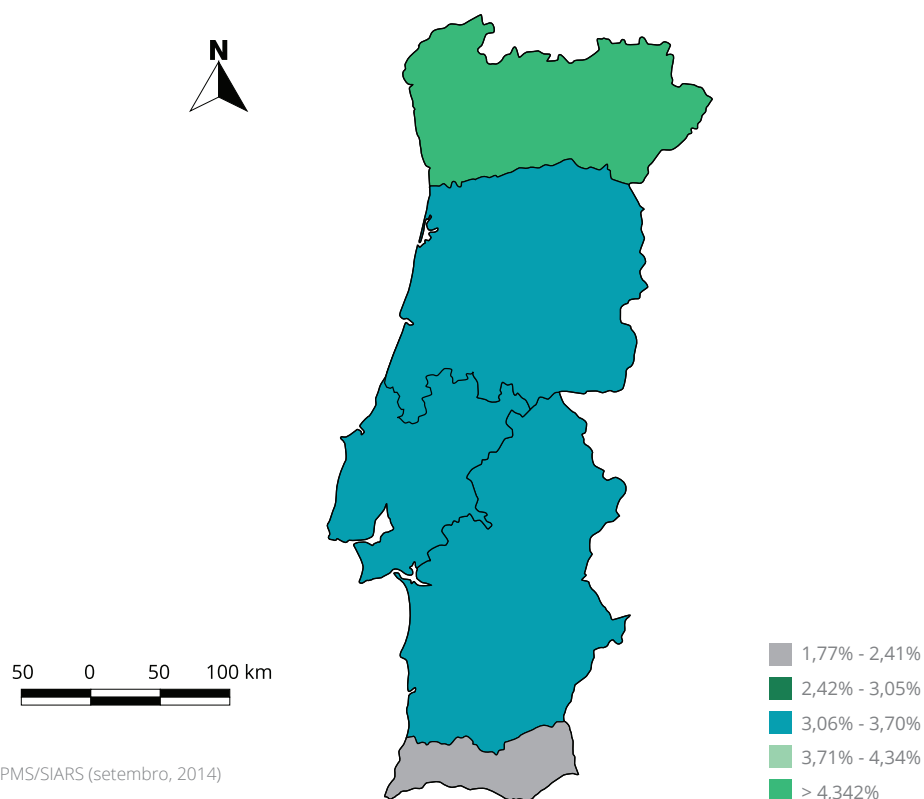 N
50 0 50 100 km
PMS/SIARS (setembro, 2014)
1,77% - 2,41%
2,42% - 3,05%
3,06% - 3,70%
3,71% - 4,34%
> 4,342%